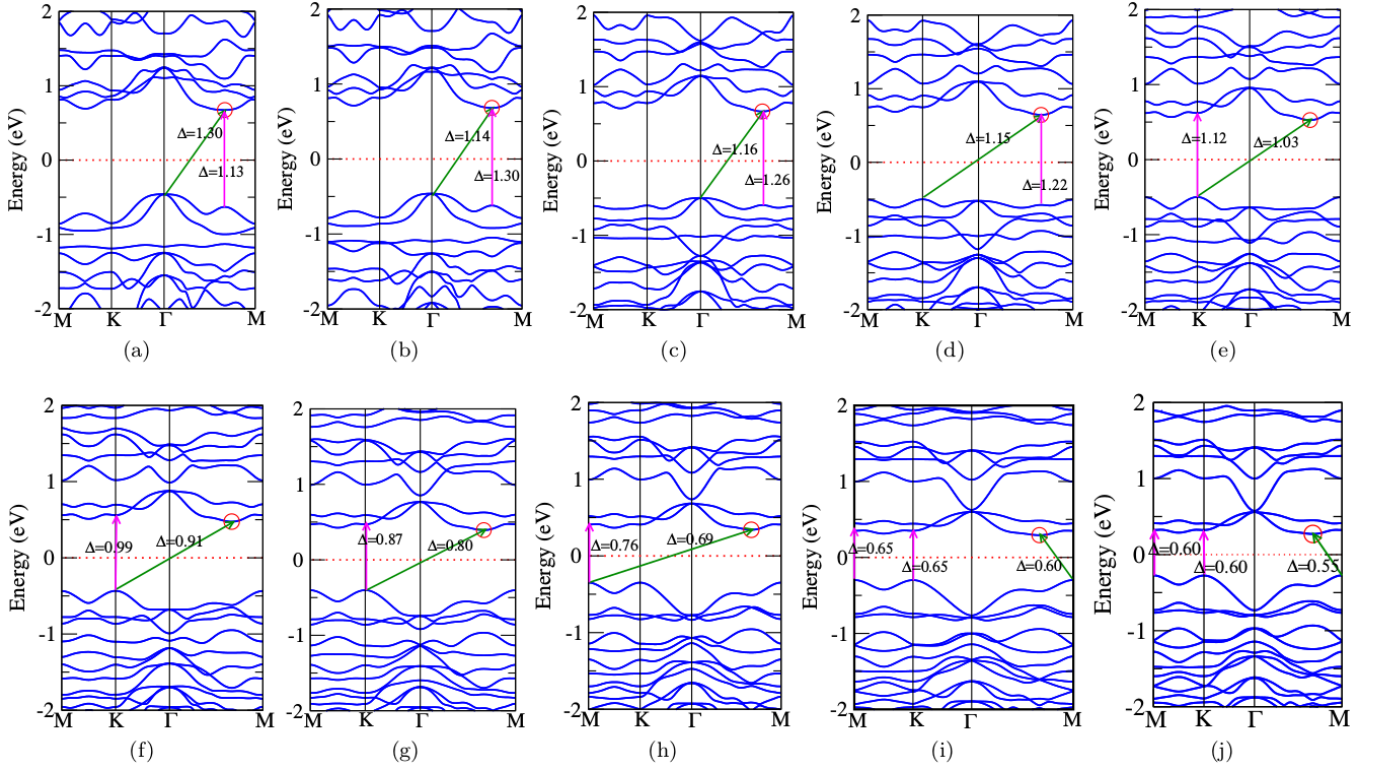 2
1
0
-1
-2
Energy (eV)
Δ=1.30
Δ=1.13
M K Γ M
(a)
2
1
0
-1
-2
Energy (eV)
Δ=1.14
Δ=1.30
M K Γ M
(b)
2
1
0
-1
-2
Energy (eV)
Δ=1.16
Δ=1.26
M K Γ M
(c)
2
1
0
-1
-2
Energy (eV)
Δ=1.15
Δ=1.22
M K Γ M
(d)
2
1
0
-1
-2
Energy (eV)
Δ=1.12
Δ=1.03
M K Γ M
(e)
2
1
0
-1
-2
Energy (eV)
Δ=0.99
Δ=0.91
M K Γ M
(f)
2
1
0
-1
-2
Energy (eV)
Δ=0.87
Δ=0.80
M K Γ M
(g)
2
1
0
-1
-2
Energy (eV)
Δ=0.76
Δ=0.69
M K Γ M
(h)
2
1
0
-1
-2
Energy (eV)
Δ=0.65
Δ=0.65
Δ=0.60
M K Γ M
(i)
2
1
0
-1
-2
Energy (eV)
Δ=0.60
Δ=0.60
Δ=0.55
M K Γ M
(j)